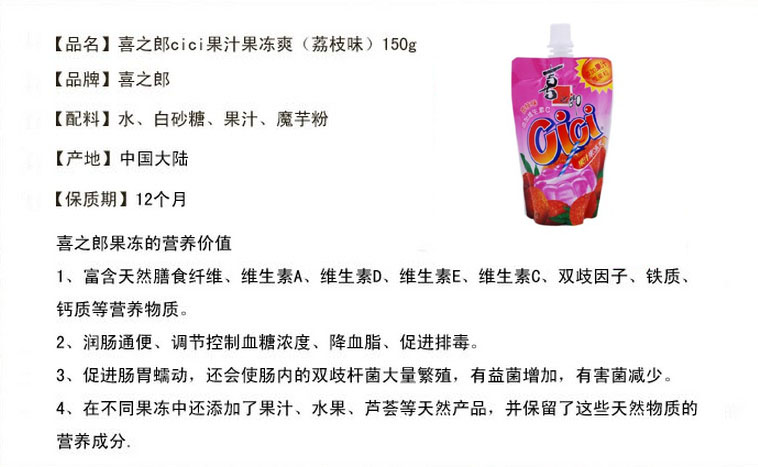 【品名】喜之郎cici果汁果冻爽（荔枝味）150g
【品牌】喜之郎
【配料】水、白砂糖、果汁、魔芋粉
【产地】中国大陆
【保质期】12个月
喜之郎
cici
喜之郎果冻的营养价值
1、富含天然膳食纤维、维生素A、维生素D、维生素E、维生素C、双歧因子、铁质、
钙质等营养物质。
2、润肠通便、调节控制血糖浓度、降血脂、促进排毒。
3、促进肠胃蠕动，还会使肠内的双歧杆菌大量繁殖，有益菌增加，有害菌减少。
4、在不同果冻中还添加了果汁、水果、芦荟等天然产品，并保留了这些天然物质的
营养成分.